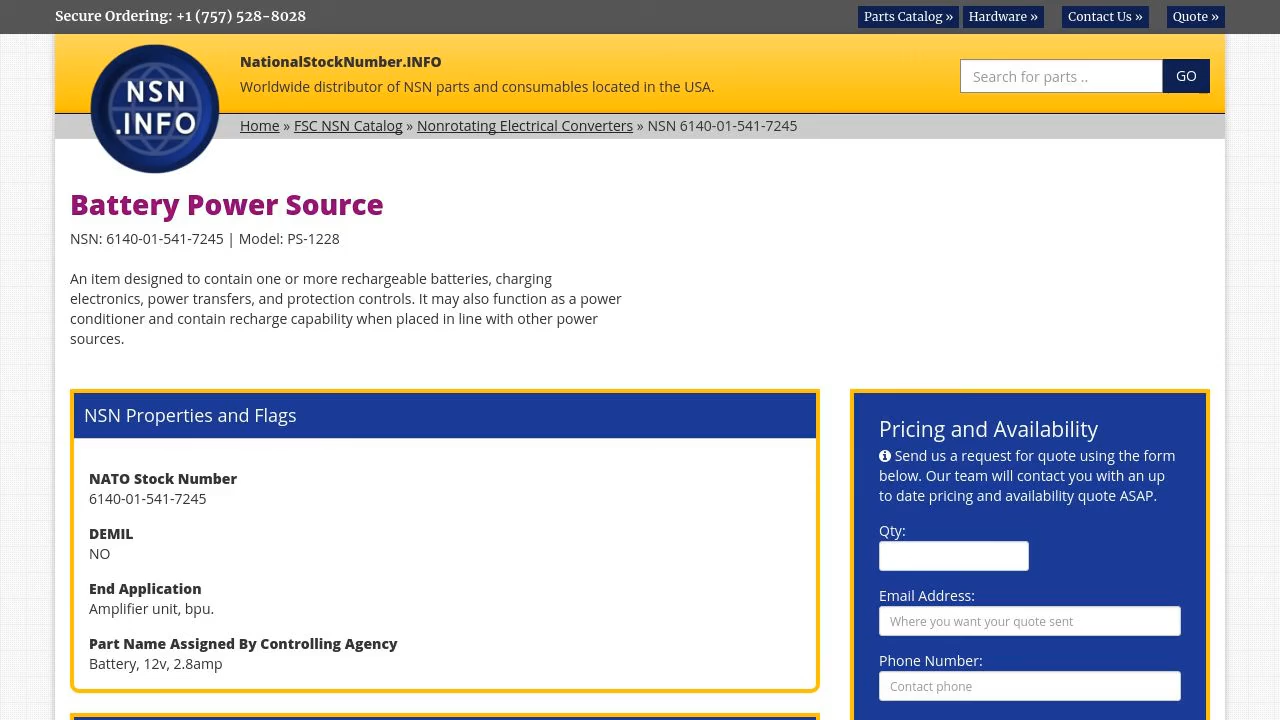 Secure Ordering: +1 (757) 528-8028
Parts Catalog » Hardware » Contact Us » Quote »
NSN
.INFO
NationalStockNumber.INFO
Worldwide distributor of NSN parts and consumables located in the USA.
Search for parts ..
GO
Home » FSC NSN Catalog » Nonrotating Electrical Converters » NSN 6140-01-541-7245
Battery Power Source
NSN: 6140-01-541-7245 | Model: PS-1228
An item designed to contain one or more rechargeable batteries, charging
electronics, power transfers, and protection controls. It may also function as a power
conditioner and contain recharge capability when placed in line with other power
sources.
NSN Properties and Flags
NATO Stock Number
6140-01-541-7245
DEMIL
NO
End Application
Amplifier unit, bpu.
Part Name Assigned By Controlling Agency
Battery, 12v, 2.8amp
Pricing and Availability
Send us a request for quote using the form
below. Our team will contact you with an up
to date pricing and availability quote ASAP.
Qty:
Email Address:
Where you want your quote sent
Phone Number:
Contact phone